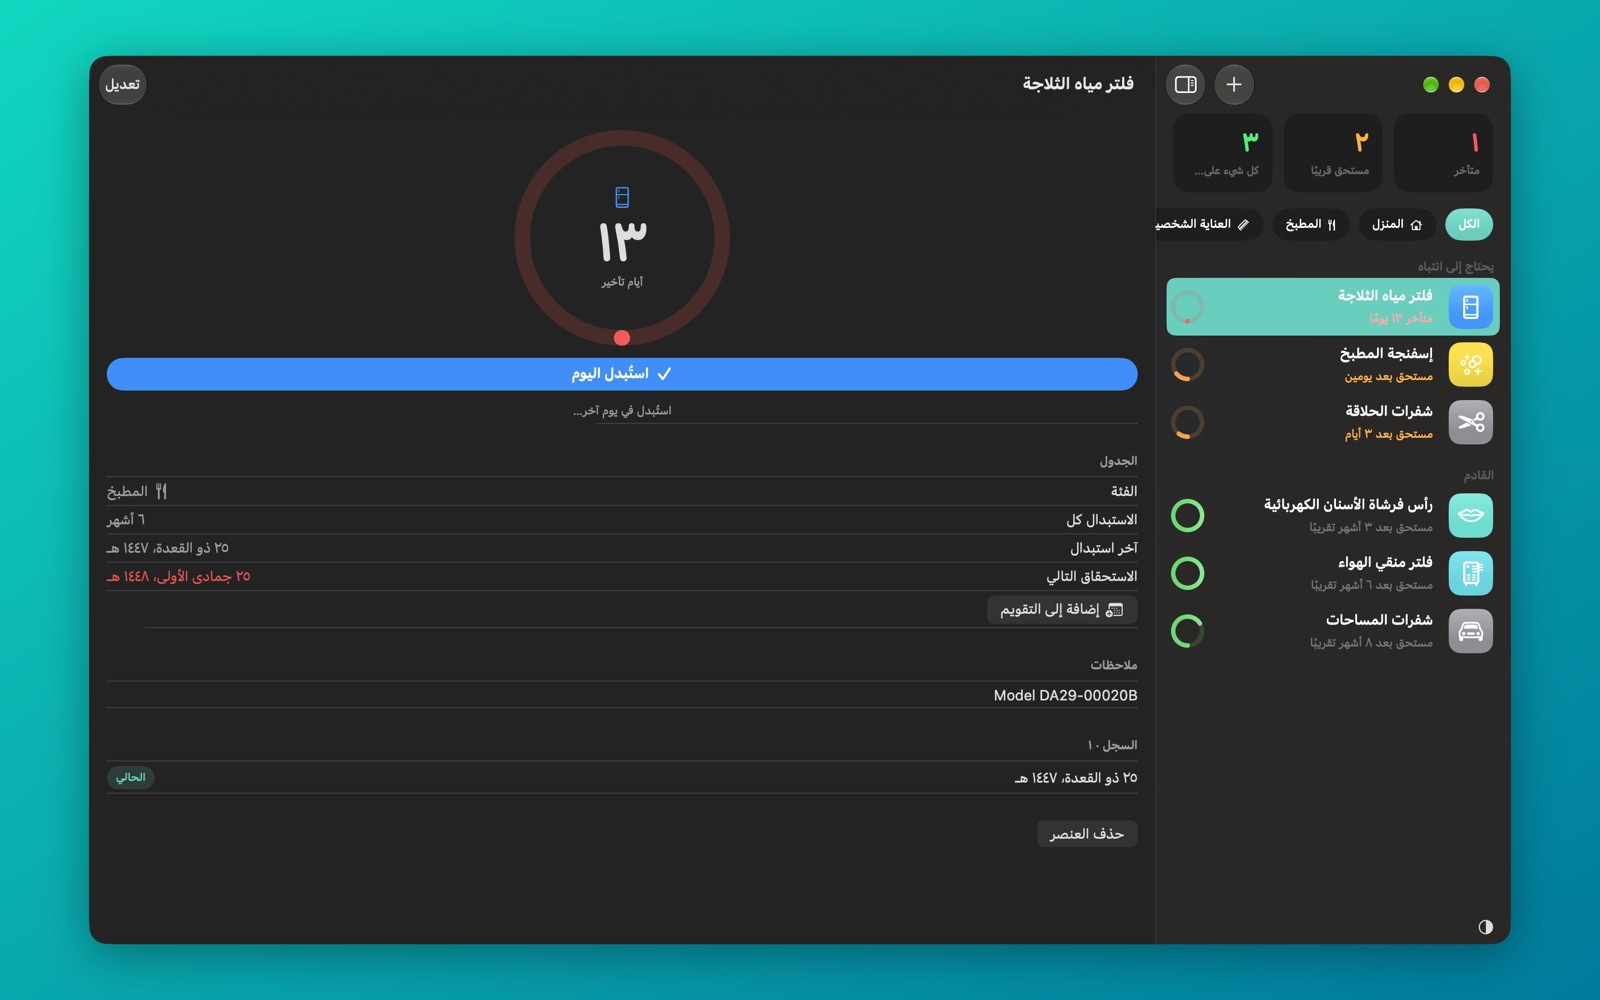 ١
متأخر
٢
مستحق قريبًا
٣
كل شيء على...
الكل
المنزل
المطبخ
العناية الشخصي
يحتاج إلى انتباه
فلتر مياه الثلاجة
متأخر ١٣ يومًا
إسفنجة المطبخ
مستحق بعد يومين
شفرات الحلاقة
مستحق بعد ٣ أيام
القادم
رأس فرشاة الأسنان الكهربائية
مستحق بعد ٣ أشهر تقريبًا
فلتر منقي الهواء
مستحق بعد ٦ أشهر تقريبًا
شفرات المساحات
مستحق بعد ٨ أشهر تقريبًا
فلتر مياه الثلاجة
تعديل
١٣
أيام تأخير
استُبدل اليوم
استُبدل في يوم آخر...
الجدول
الفئة المطبخ
الاستبدال كل ٦ أشهر
آخر استبدال ٢٥ ذو القعدة، ١٤٤٧ هـ
الاستحقاق التالي ٢٥ جمادى الأولى، ١٤٤٨ هـ
إضافة إلى التقويم
ملاحظات
Model DA29-00020B
السجل · ١
٢٥ ذو القعدة، ١٤٤٧ هـ الحالي
حذف العنصر